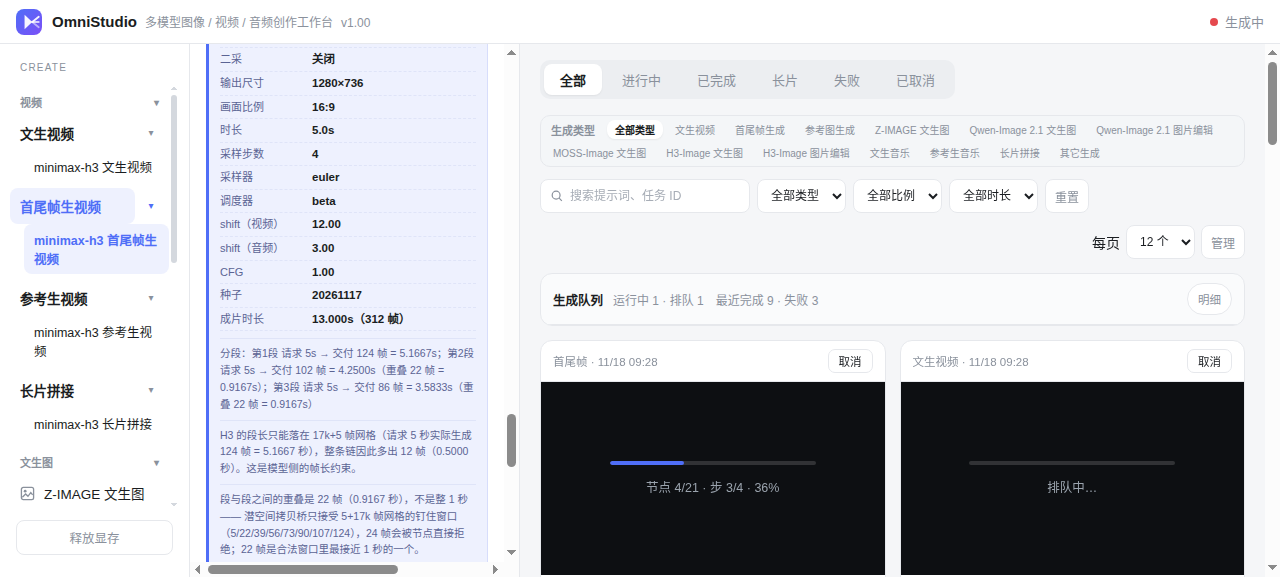 OmniStudio 多模型图像 / 视频 / 音频创作工作台 v1.00
生成中
CREATE
视频 ▾
文生视频 ▾
minimax-h3 文生视频
首尾帧生视频 ▾
minimax-h3 首尾帧生
视频
参考生视频 ▾
minimax-h3 参考生视
频
长片拼接 ▾
minimax-h3 长片拼接
文生图 ▾
Z-IMAGE 文生图
释放显存
二采 关闭
输出尺寸 1280×736
画面比例 16:9
时长 5.0s
采样步数 4
采样器 euler
调度器 beta
shift（视频） 12.00
shift（音频） 3.00
CFG 1.00
种子 20261117
成片时长 13.000s（312 帧）
分段：第1段 请求 5s → 交付 124 帧 = 5.1667s；第2段
请求 5s → 交付 102 帧 = 4.2500s（重叠 22 帧 =
0.9167s）；第3段 请求 5s → 交付 86 帧 = 3.5833s（重
叠 22 帧 = 0.9167s）
H3 的段长只能落在 17k+5 帧网格（请求 5 秒实际生成
124 帧 = 5.1667 秒），整条链因此多出 12 帧（0.5000
秒）。这是模型侧的帧长约束。
段与段之间的重叠是 22 帧（0.9167 秒），不是整 1 秒
—— 潜空间拷贝桥只接受 5+17k 帧网格的钉住窗口
（5/22/39/56/73/90/107/124），24 帧会被节点直接拒
绝；22 帧是合法窗口里最接近 1 秒的一个。
全部 进行中 已完成 长片 失败 已取消
生成类型 全部类型 文生视频 首尾帧生成 参考图生成 Z-IMAGE 文生图 Qwen-Image 2.1 文生图 Qwen-Image 2.1 图片编辑
MOSS-Image 文生图 H3-Image 文生图 H3-Image 图片编辑 文生音乐 参考生音乐 长片拼接 其它生成
搜索提示词、任务 ID 全部类型 全部比例 全部时长 重置
每页 12 个 管理
生成队列 运行中 1 · 排队 1 最近完成 9 · 失败 3 明细
首尾帧 · 11/18 09:28 取消
文生视频 · 11/18 09:28 取消
节点 4/21 · 步 3/4 · 36%
排队中…